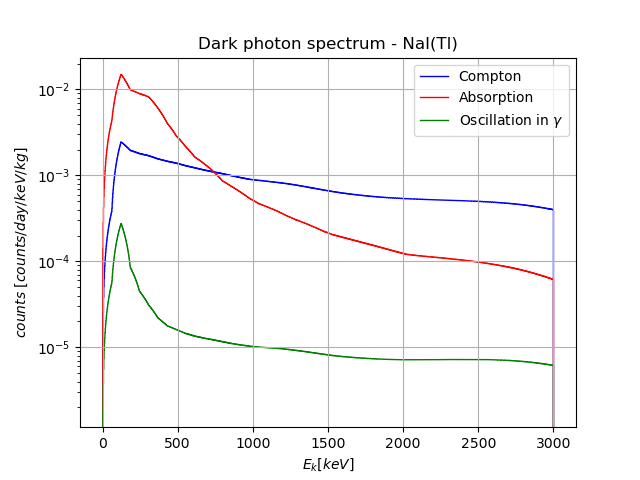 Dark photon spectrum - NaI(Tl)
Compton
Absorption
Oscillation in γ
10⁻²
10⁻³
10⁻⁴
10⁻⁵
counts [counts/day/keV/kg]
0 500 1000 1500 2000 2500 3000
E_k[keV]